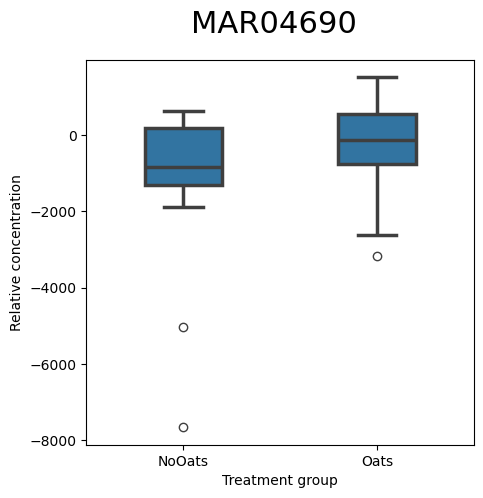 MAR04690
Relative concentration
0
−2000
−4000
−6000
−8000
NoOats
Oats
Treatment group